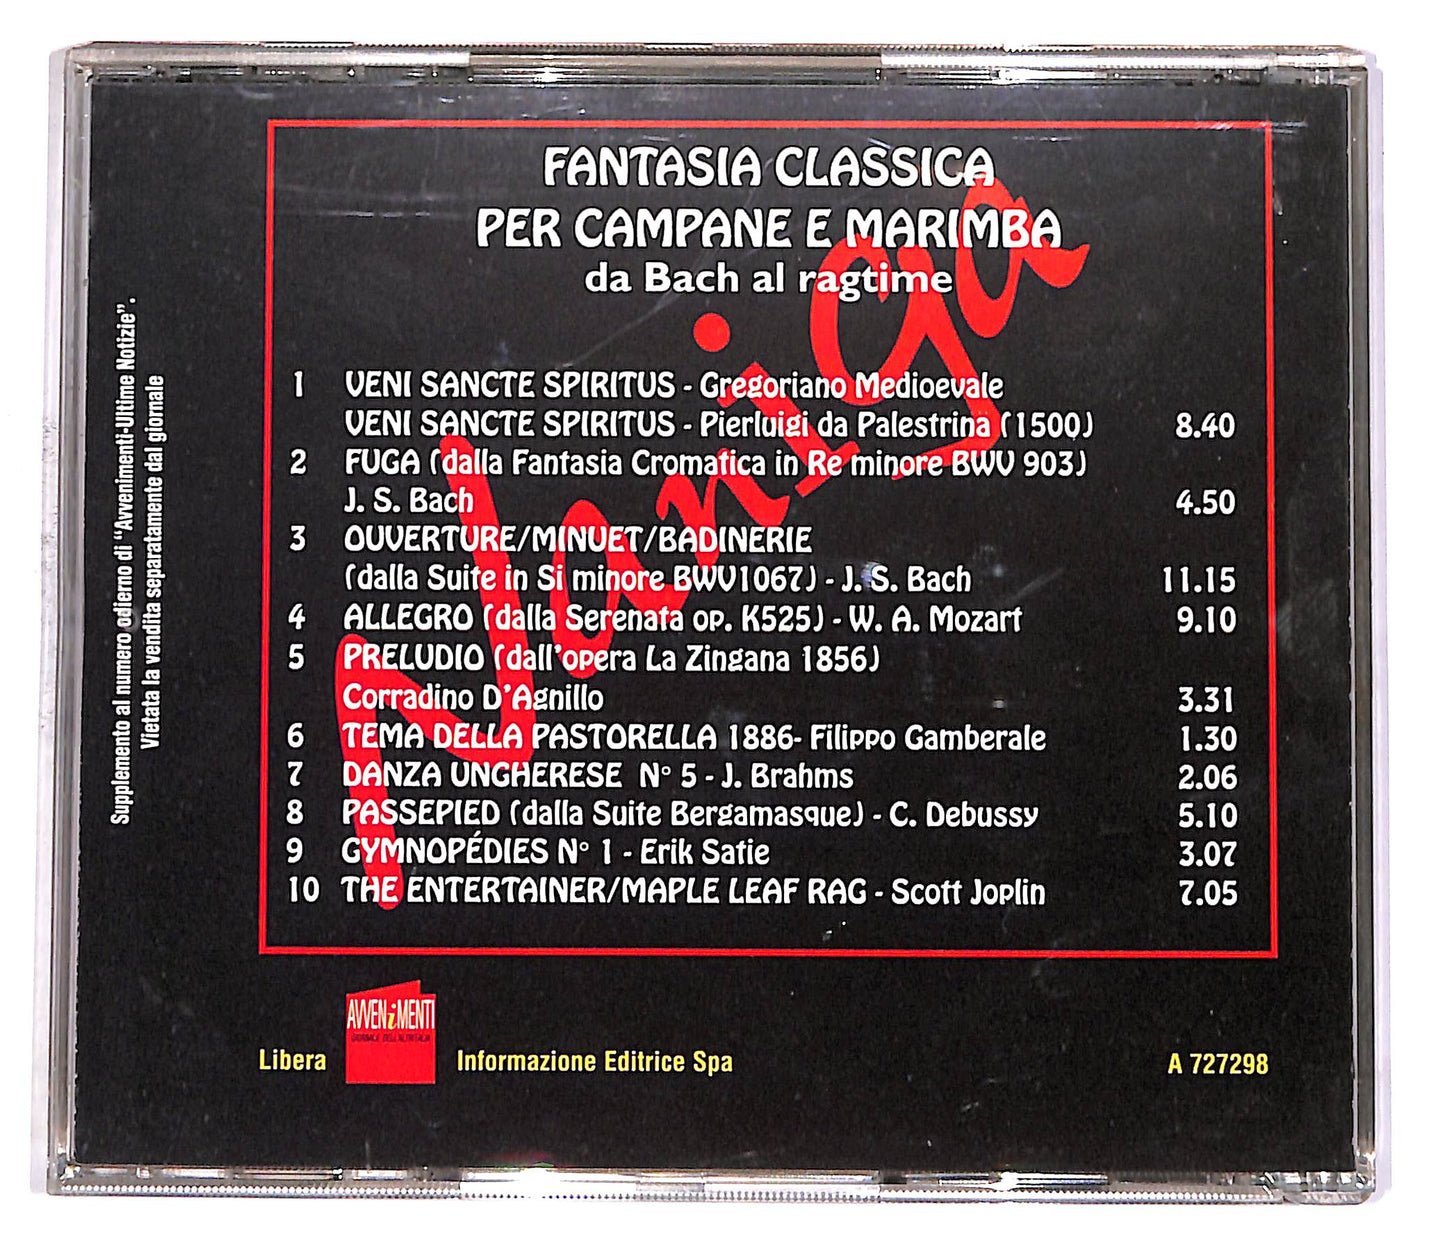 FANTASIA CLASSICA
PER CAMPANE E MARIMBA
da Bach al ragtime
Naniga
1 VENI SANCTE SPIRITUS - Gregoriano Medioevale
VENI SANCTE SPIRITUS - Pierluigi da Palestrina (1500) 8.40
2 FUGA (dalla Fantasia Cromatica in Re minore BWV 903)
J. S. Bach 4.50
3 OUVERTURE/MINUET/BADINERIE
(dalla Suite in Si minore BWV1067) - J. S. Bach 11.15
4 ALLEGRO (dalla Serenata op. K525) - W. A. Mozart 9.10
5 PRELUDIO (dall'opera La Zingana 1856)
Corradino D'Agnillo 3.31
6 TEMA DELLA PASTORELLA 1886- Filippo Gamberale 1.30
7 DANZA UNGHERESE N° 5 - J. Brahms 2.06
8 PASSEPIED (dalla Suite Bergamasque) - C. Debussy 5.10
9 GYMNOPÉDIES N° 1 - Erik Satie 3.07
10 THE ENTERTAINER/MAPLE LEAF RAG - Scott Joplin 7.05
Supplemento al numero odierno di "Avvenimenti-Ultime Notizie".
Vietata la vendita separatamente dal giornale
AVVENiMENTI
GIORNALE DELL'ALTRITALIA
Libera Informazione Editrice Spa
A 727298